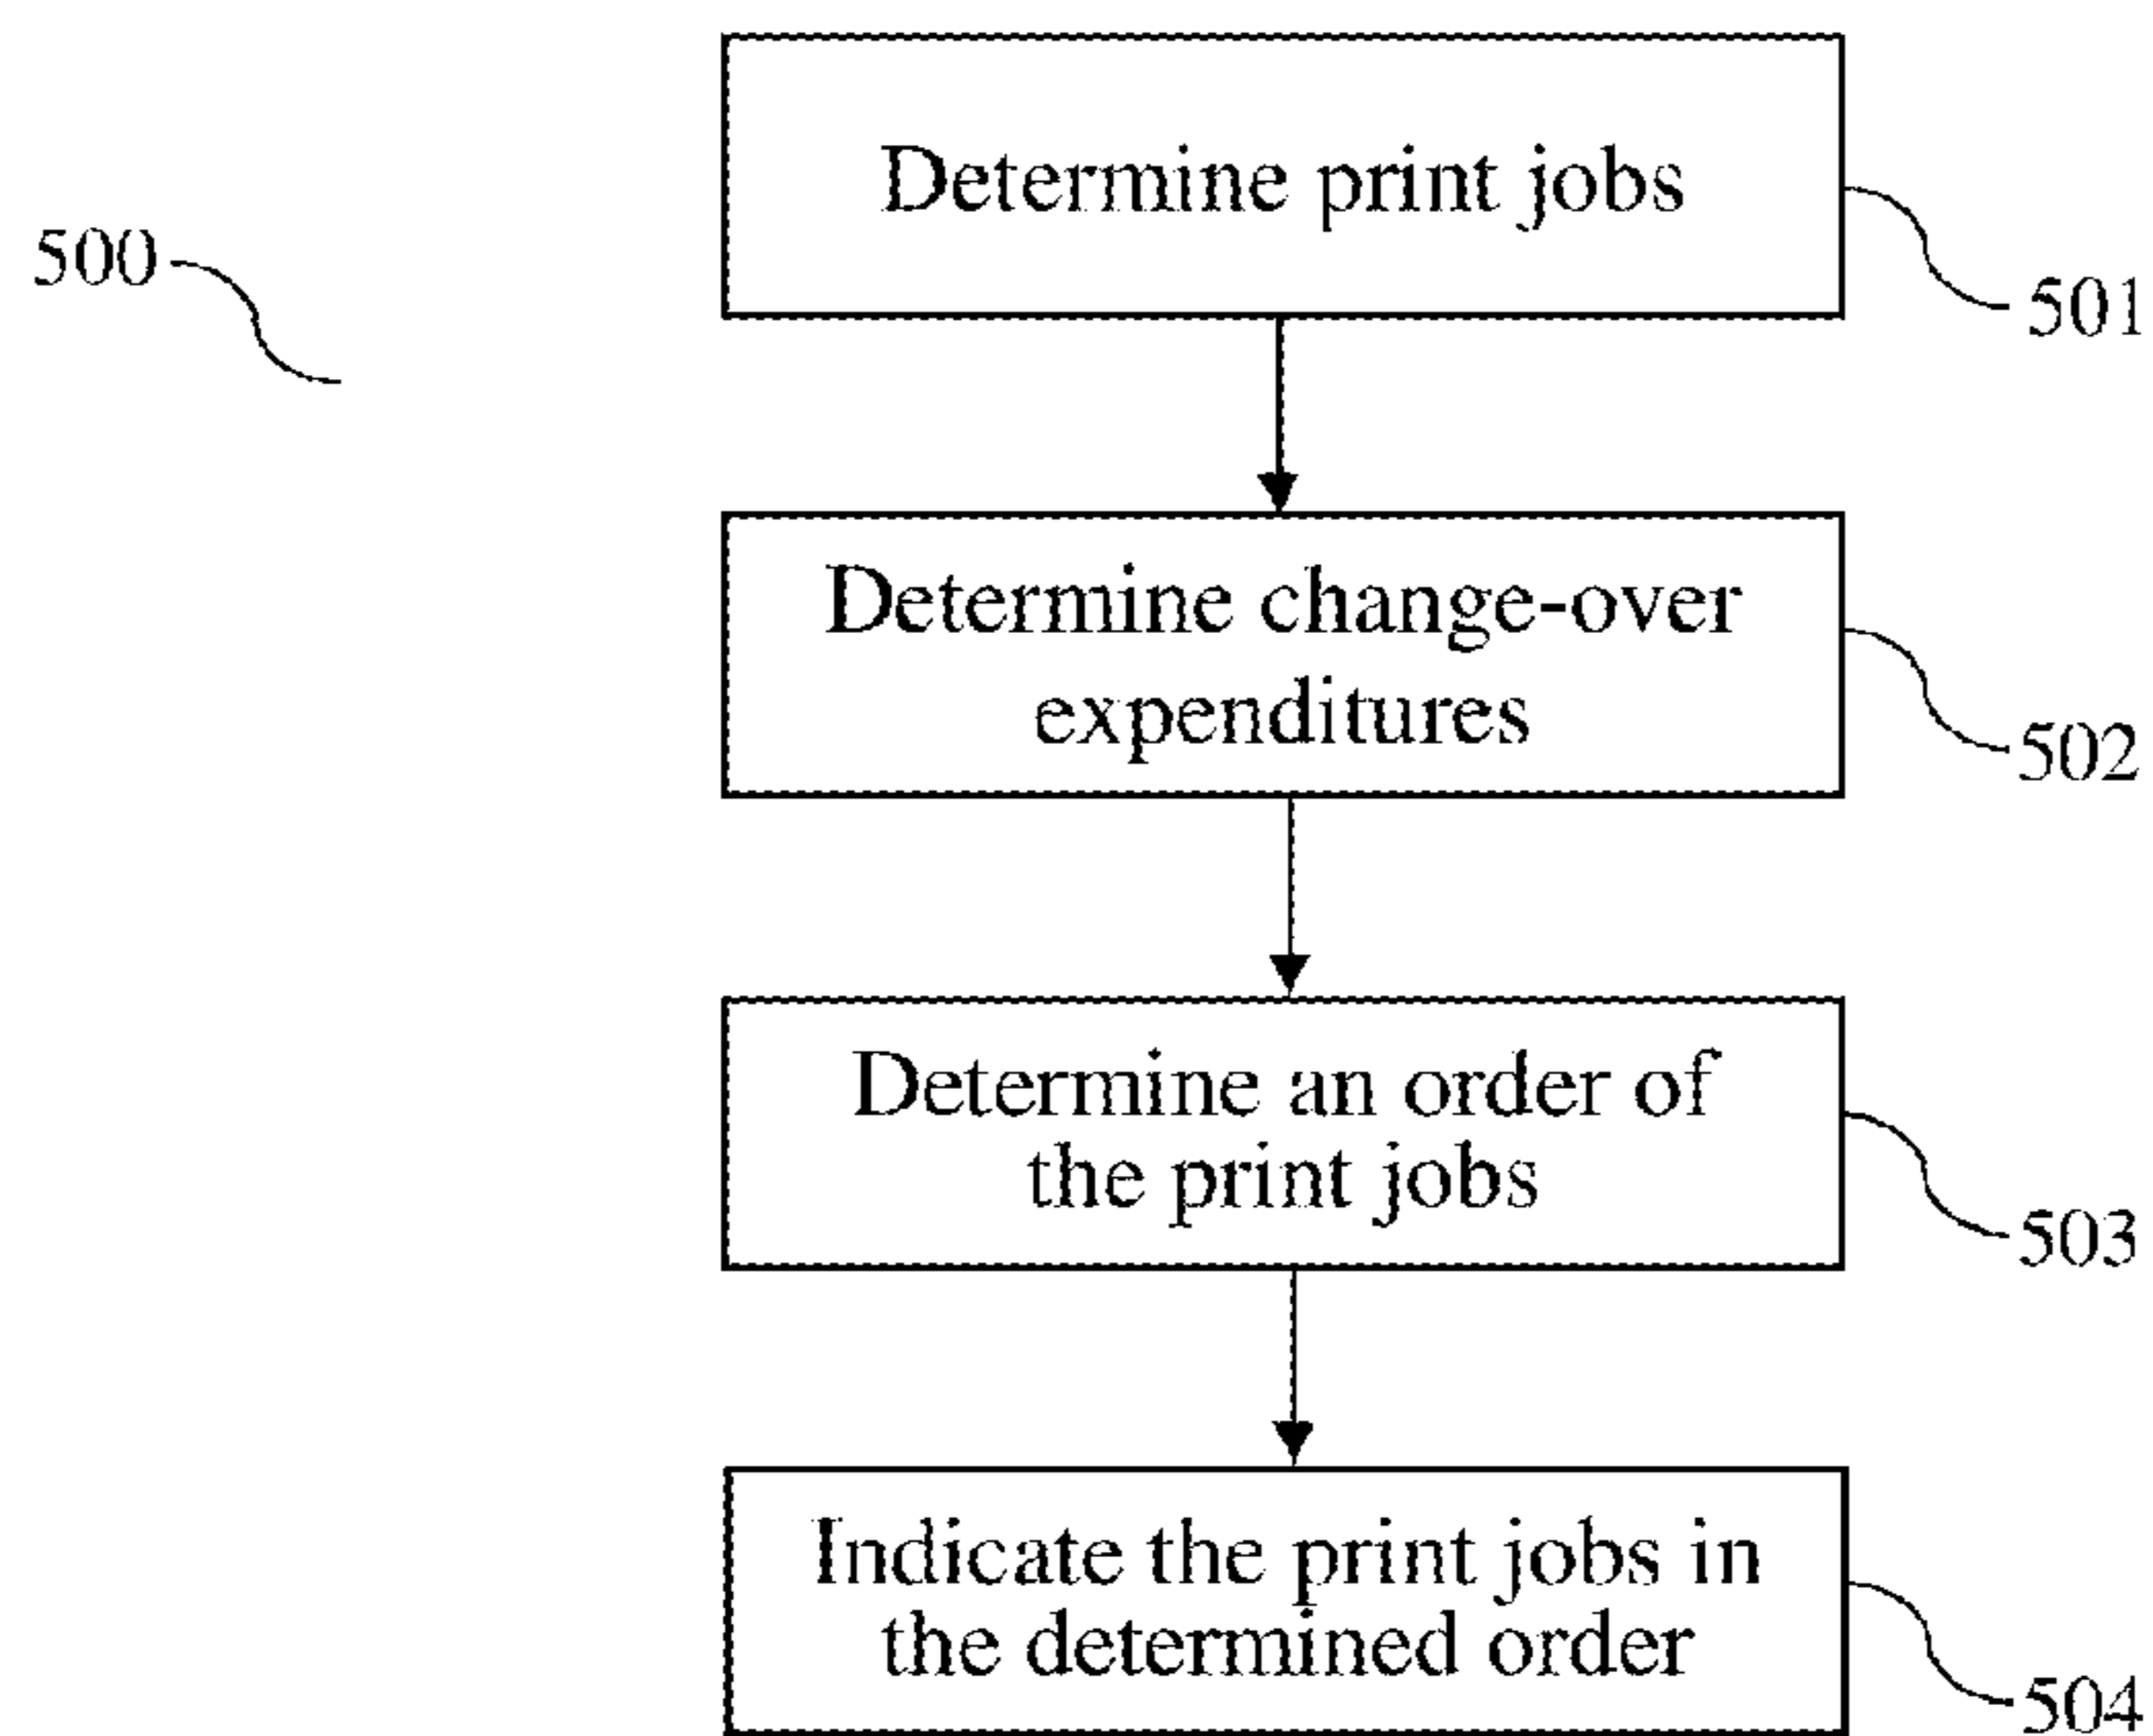 Determine print jobs
500
501
Determine change-over
expenditures
502
Determine an order of
the print jobs
503
Indicate the print jobs in
the determined order
504